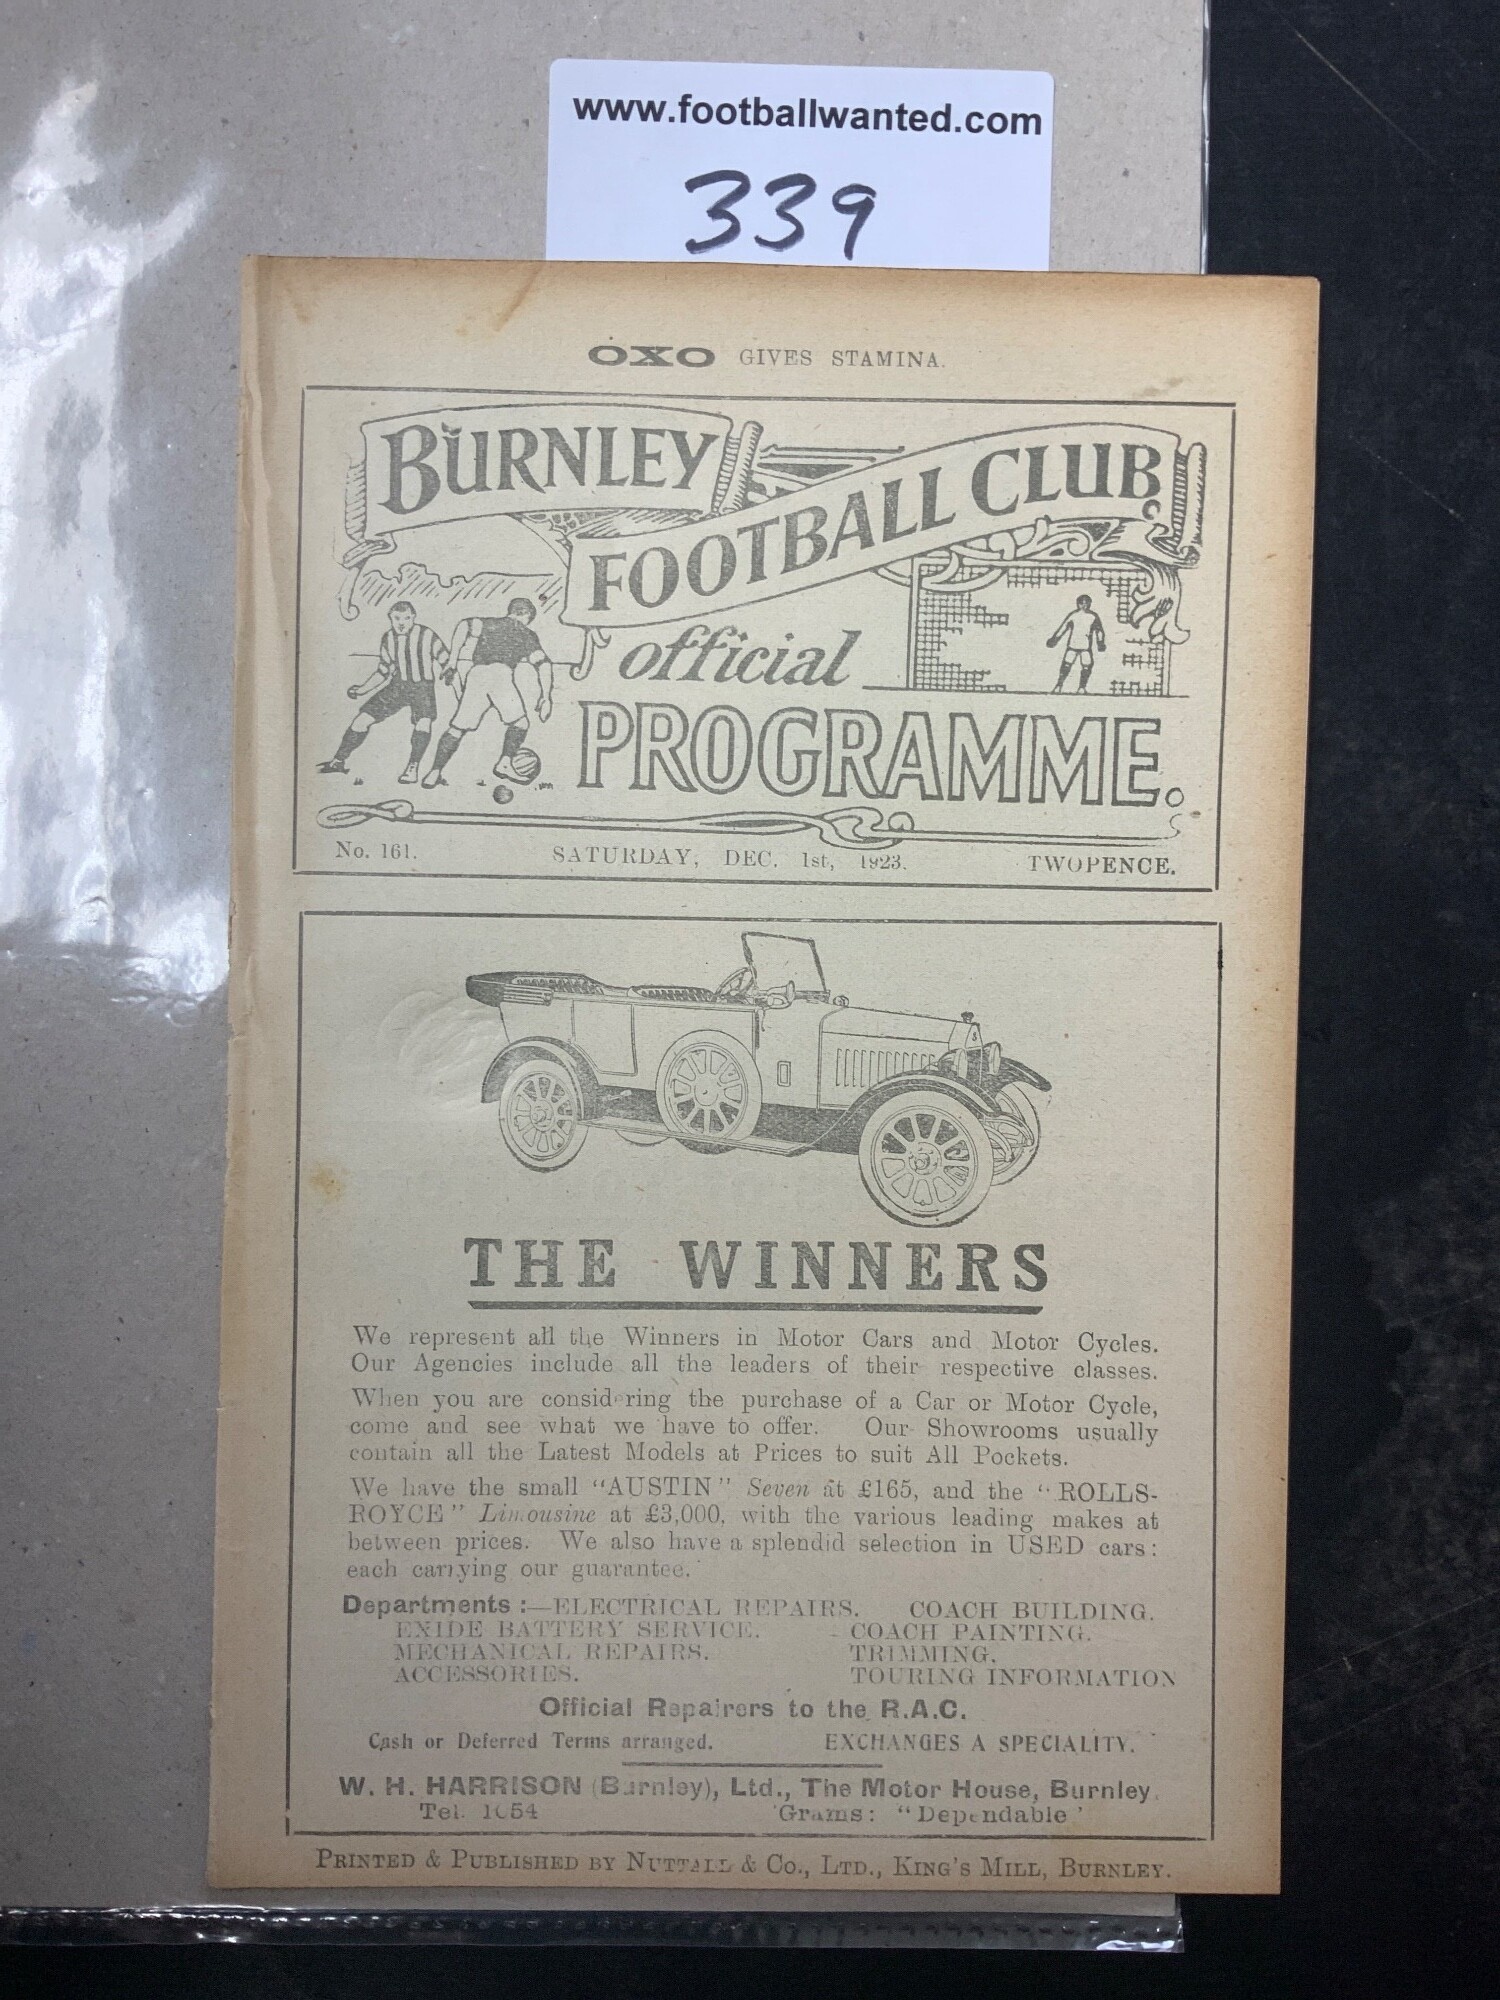 www.footballwanted.com
339
OXO GIVES STAMINA.
BURNLEY
FOOTBALL CLUB
official
PROGRAMME.
No. 161. SATURDAY, DEC. 1st, 1923. TWOPENCE.
THE WINNERS
We represent all the Winners in Motor Cars and Motor Cycles.
Our Agencies include all the leaders of their respective classes.
When you are considering the purchase of a Car or Motor Cycle,
come and see what we have to offer. Our Showrooms usually
contain all the Latest Models at Prices to suit All Pockets.
We have the small "AUSTIN" Seven at £165, and the "ROLLS-
ROYCE" Limousine at £3,000, with the various leading makes at
between prices. We also have a splendid selection in USED cars:
each carrying our guarantee.
Departments:—ELECTRICAL REPAIRS. COACH BUILDING.
EXIDE BATTERY SERVICE. COACH PAINTING.
MECHANICAL REPAIRS. TRIMMING.
ACCESSORIES. TOURING INFORMATION
Official Repairers to the R.A.C.
Cash or Deferred Terms arranged. EXCHANGES A SPECIALITY.
W. H. HARRISON (Burnley), Ltd., The Motor House, Burnley.
Tel. 1054 'Grams: "Dependable"
PRINTED & PUBLISHED BY NUTTALL & CO., LTD., KING'S MILL, BURNLEY.